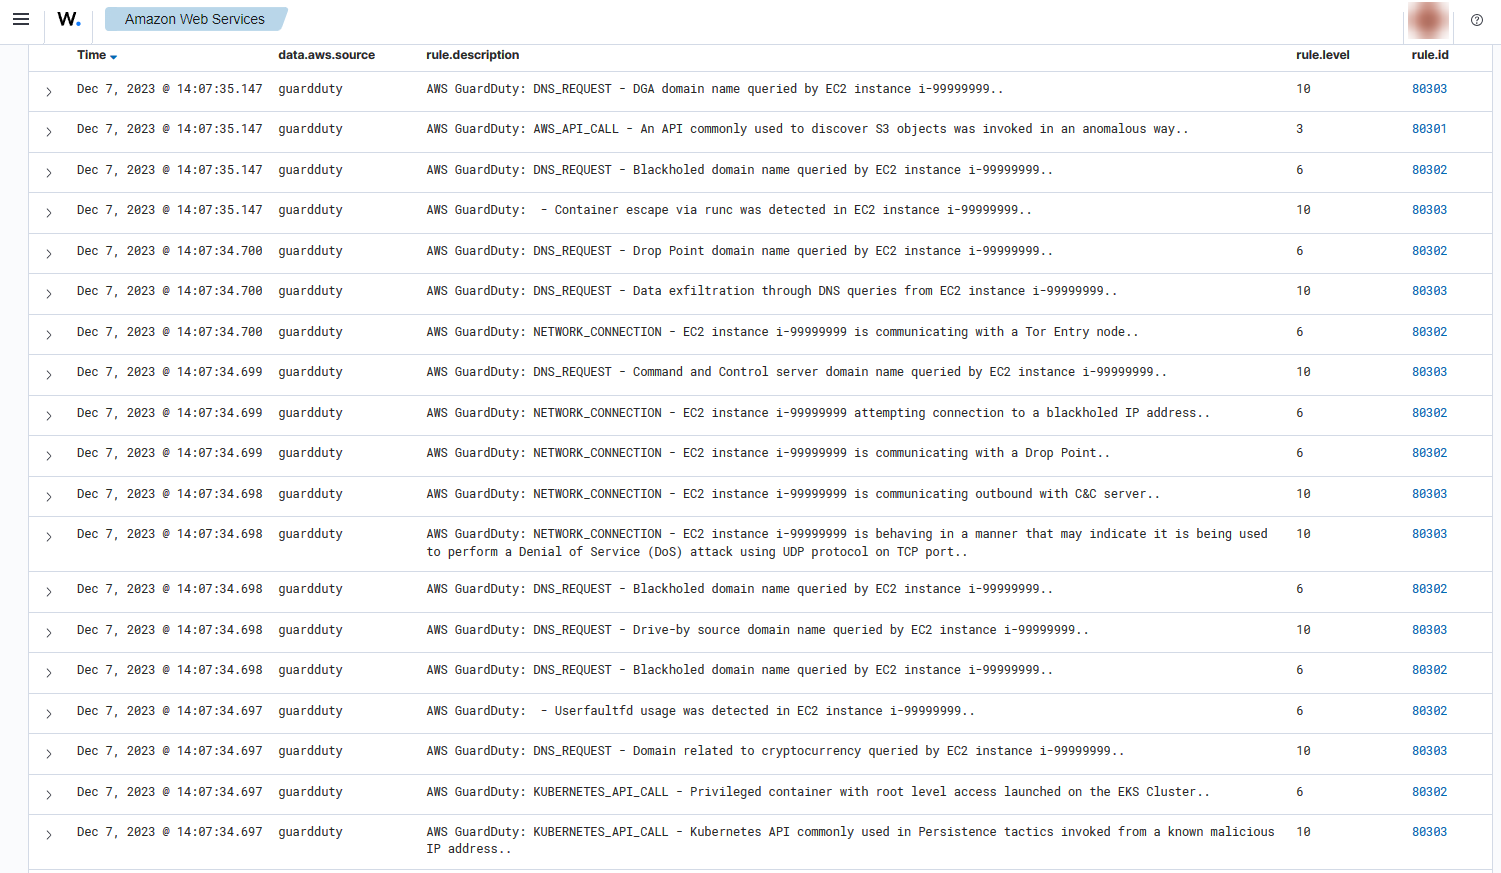 W.
Amazon Web Services
Time data.aws.source rule.description rule.level rule.id
Dec 7, 2023 @ 14:07:35.147 guardduty AWS GuardDuty: DNS_REQUEST - DGA domain name queried by EC2 instance i-99999999.. 10 80303
Dec 7, 2023 @ 14:07:35.147 guardduty AWS GuardDuty: AWS_API_CALL - An API commonly used to discover S3 objects was invoked in an anomalous way.. 3 80301
Dec 7, 2023 @ 14:07:35.147 guardduty AWS GuardDuty: DNS_REQUEST - Blackholed domain name queried by EC2 instance i-99999999.. 6 80302
Dec 7, 2023 @ 14:07:35.147 guardduty AWS GuardDuty:  - Container escape via runc was detected in EC2 instance i-99999999.. 10 80303
Dec 7, 2023 @ 14:07:34.700 guardduty AWS GuardDuty: DNS_REQUEST - Drop Point domain name queried by EC2 instance i-99999999.. 6 80302
Dec 7, 2023 @ 14:07:34.700 guardduty AWS GuardDuty: DNS_REQUEST - Data exfiltration through DNS queries from EC2 instance i-99999999.. 10 80303
Dec 7, 2023 @ 14:07:34.700 guardduty AWS GuardDuty: NETWORK_CONNECTION - EC2 instance i-99999999 is communicating with a Tor Entry node.. 6 80302
Dec 7, 2023 @ 14:07:34.699 guardduty AWS GuardDuty: DNS_REQUEST - Command and Control server domain name queried by EC2 instance i-99999999.. 10 80303
Dec 7, 2023 @ 14:07:34.699 guardduty AWS GuardDuty: NETWORK_CONNECTION - EC2 instance i-99999999 attempting connection to a blackholed IP address.. 6 80302
Dec 7, 2023 @ 14:07:34.699 guardduty AWS GuardDuty: NETWORK_CONNECTION - EC2 instance i-99999999 is communicating with a Drop Point.. 6 80302
Dec 7, 2023 @ 14:07:34.698 guardduty AWS GuardDuty: NETWORK_CONNECTION - EC2 instance i-99999999 is communicating outbound with C&C server.. 10 80303
Dec 7, 2023 @ 14:07:34.698 guardduty AWS GuardDuty: NETWORK_CONNECTION - EC2 instance i-99999999 is behaving in a manner that may indicate it is being used 10 80303
to perform a Denial of Service (DoS) attack using UDP protocol on TCP port..
Dec 7, 2023 @ 14:07:34.698 guardduty AWS GuardDuty: DNS_REQUEST - Blackholed domain name queried by EC2 instance i-99999999.. 6 80302
Dec 7, 2023 @ 14:07:34.698 guardduty AWS GuardDuty: DNS_REQUEST - Drive-by source domain name queried by EC2 instance i-99999999.. 10 80303
Dec 7, 2023 @ 14:07:34.698 guardduty AWS GuardDuty: DNS_REQUEST - Blackholed domain name queried by EC2 instance i-99999999.. 6 80302
Dec 7, 2023 @ 14:07:34.697 guardduty AWS GuardDuty:  - Userfaultfd usage was detected in EC2 instance i-99999999.. 6 80302
Dec 7, 2023 @ 14:07:34.697 guardduty AWS GuardDuty: DNS_REQUEST - Domain related to cryptocurrency queried by EC2 instance i-99999999.. 10 80303
Dec 7, 2023 @ 14:07:34.697 guardduty AWS GuardDuty: KUBERNETES_API_CALL - Privileged container with root level access launched on the EKS Cluster.. 6 80302
Dec 7, 2023 @ 14:07:34.697 guardduty AWS GuardDuty: KUBERNETES_API_CALL - Kubernetes API commonly used in Persistence tactics invoked from a known malicious 10 80303
IP address..